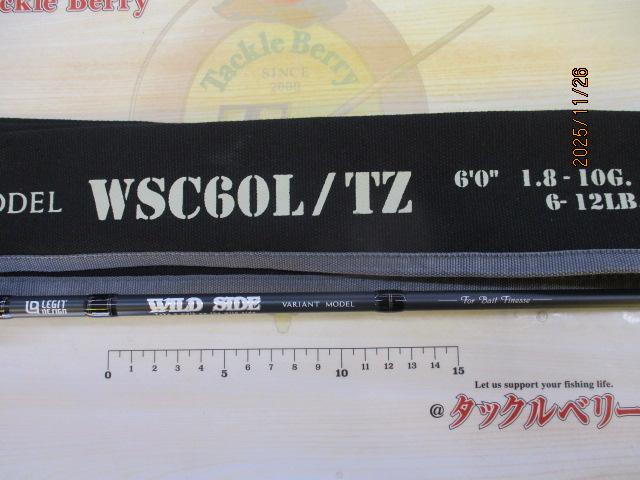 ackle Berry
Tackle Berry
SINCE
2000
2025/11/26
ODEL WSC60L/TZ 6'0" 1.8-10G.
6-12LB.
LEGIT DESIGN WILD SIDE VARIANT MODEL For Bait Finesse
0 1 2 3 4 5 6 7 8 9 10 11 12 13 14 15
Let us support your fishing life.
@タックルベリー